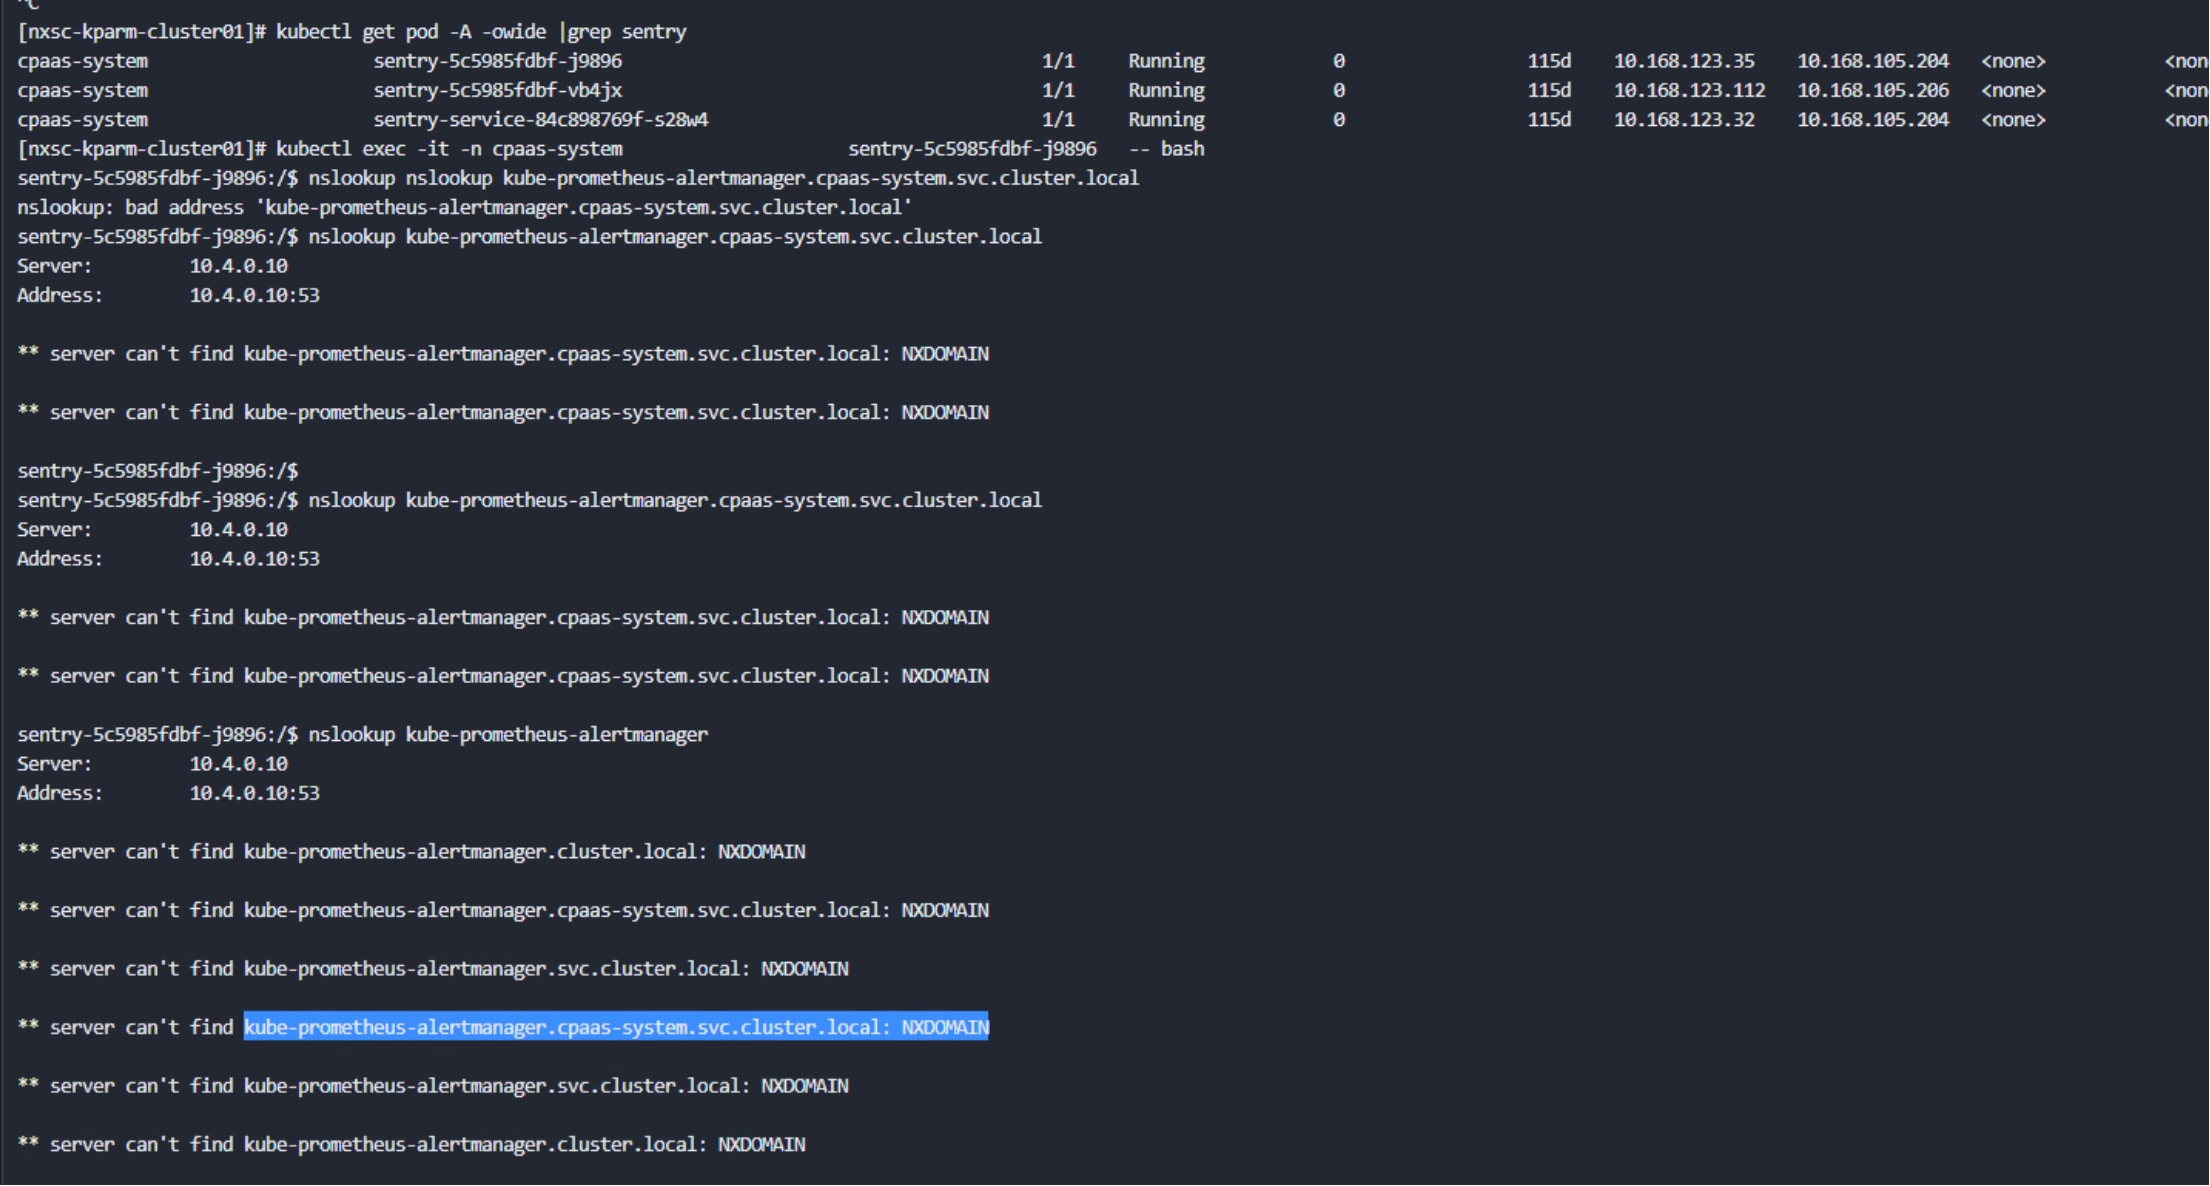 ^C
[nxsc-kparm-cluster01]# kubectl get pod -A -owide |grep sentry
cpaas-system sentry-5c5985fdbf-j9896 1/1 Running 0 115d 10.168.123.35 10.168.105.204 <none> <non
cpaas-system sentry-5c5985fdbf-vb4jx 1/1 Running 0 115d 10.168.123.112 10.168.105.206 <none> <non
cpaas-system sentry-service-84c898769f-s28w4 1/1 Running 0 115d 10.168.123.32 10.168.105.204 <none> <non
[nxsc-kparm-cluster01]# kubectl exec -it -n cpaas-system sentry-5c5985fdbf-j9896 -- bash
sentry-5c5985fdbf-j9896:/$ nslookup nslookup kube-prometheus-alertmanager.cpaas-system.svc.cluster.local
nslookup: bad address 'kube-prometheus-alertmanager.cpaas-system.svc.cluster.local'
sentry-5c5985fdbf-j9896:/$ nslookup kube-prometheus-alertmanager.cpaas-system.svc.cluster.local
Server: 10.4.0.10
Address: 10.4.0.10:53
** server can't find kube-prometheus-alertmanager.cpaas-system.svc.cluster.local: NXDOMAIN
** server can't find kube-prometheus-alertmanager.cpaas-system.svc.cluster.local: NXDOMAIN
sentry-5c5985fdbf-j9896:/$
sentry-5c5985fdbf-j9896:/$ nslookup kube-prometheus-alertmanager.cpaas-system.svc.cluster.local
Server: 10.4.0.10
Address: 10.4.0.10:53
** server can't find kube-prometheus-alertmanager.cpaas-system.svc.cluster.local: NXDOMAIN
** server can't find kube-prometheus-alertmanager.cpaas-system.svc.cluster.local: NXDOMAIN
sentry-5c5985fdbf-j9896:/$ nslookup kube-prometheus-alertmanager
Server: 10.4.0.10
Address: 10.4.0.10:53
** server can't find kube-prometheus-alertmanager.cluster.local: NXDOMAIN
** server can't find kube-prometheus-alertmanager.cpaas-system.svc.cluster.local: NXDOMAIN
** server can't find kube-prometheus-alertmanager.svc.cluster.local: NXDOMAIN
** server can't find kube-prometheus-alertmanager.cpaas-system.svc.cluster.local: NXDOMAIN
** server can't find kube-prometheus-alertmanager.svc.cluster.local: NXDOMAIN
** server can't find kube-prometheus-alertmanager.cluster.local: NXDOMAIN